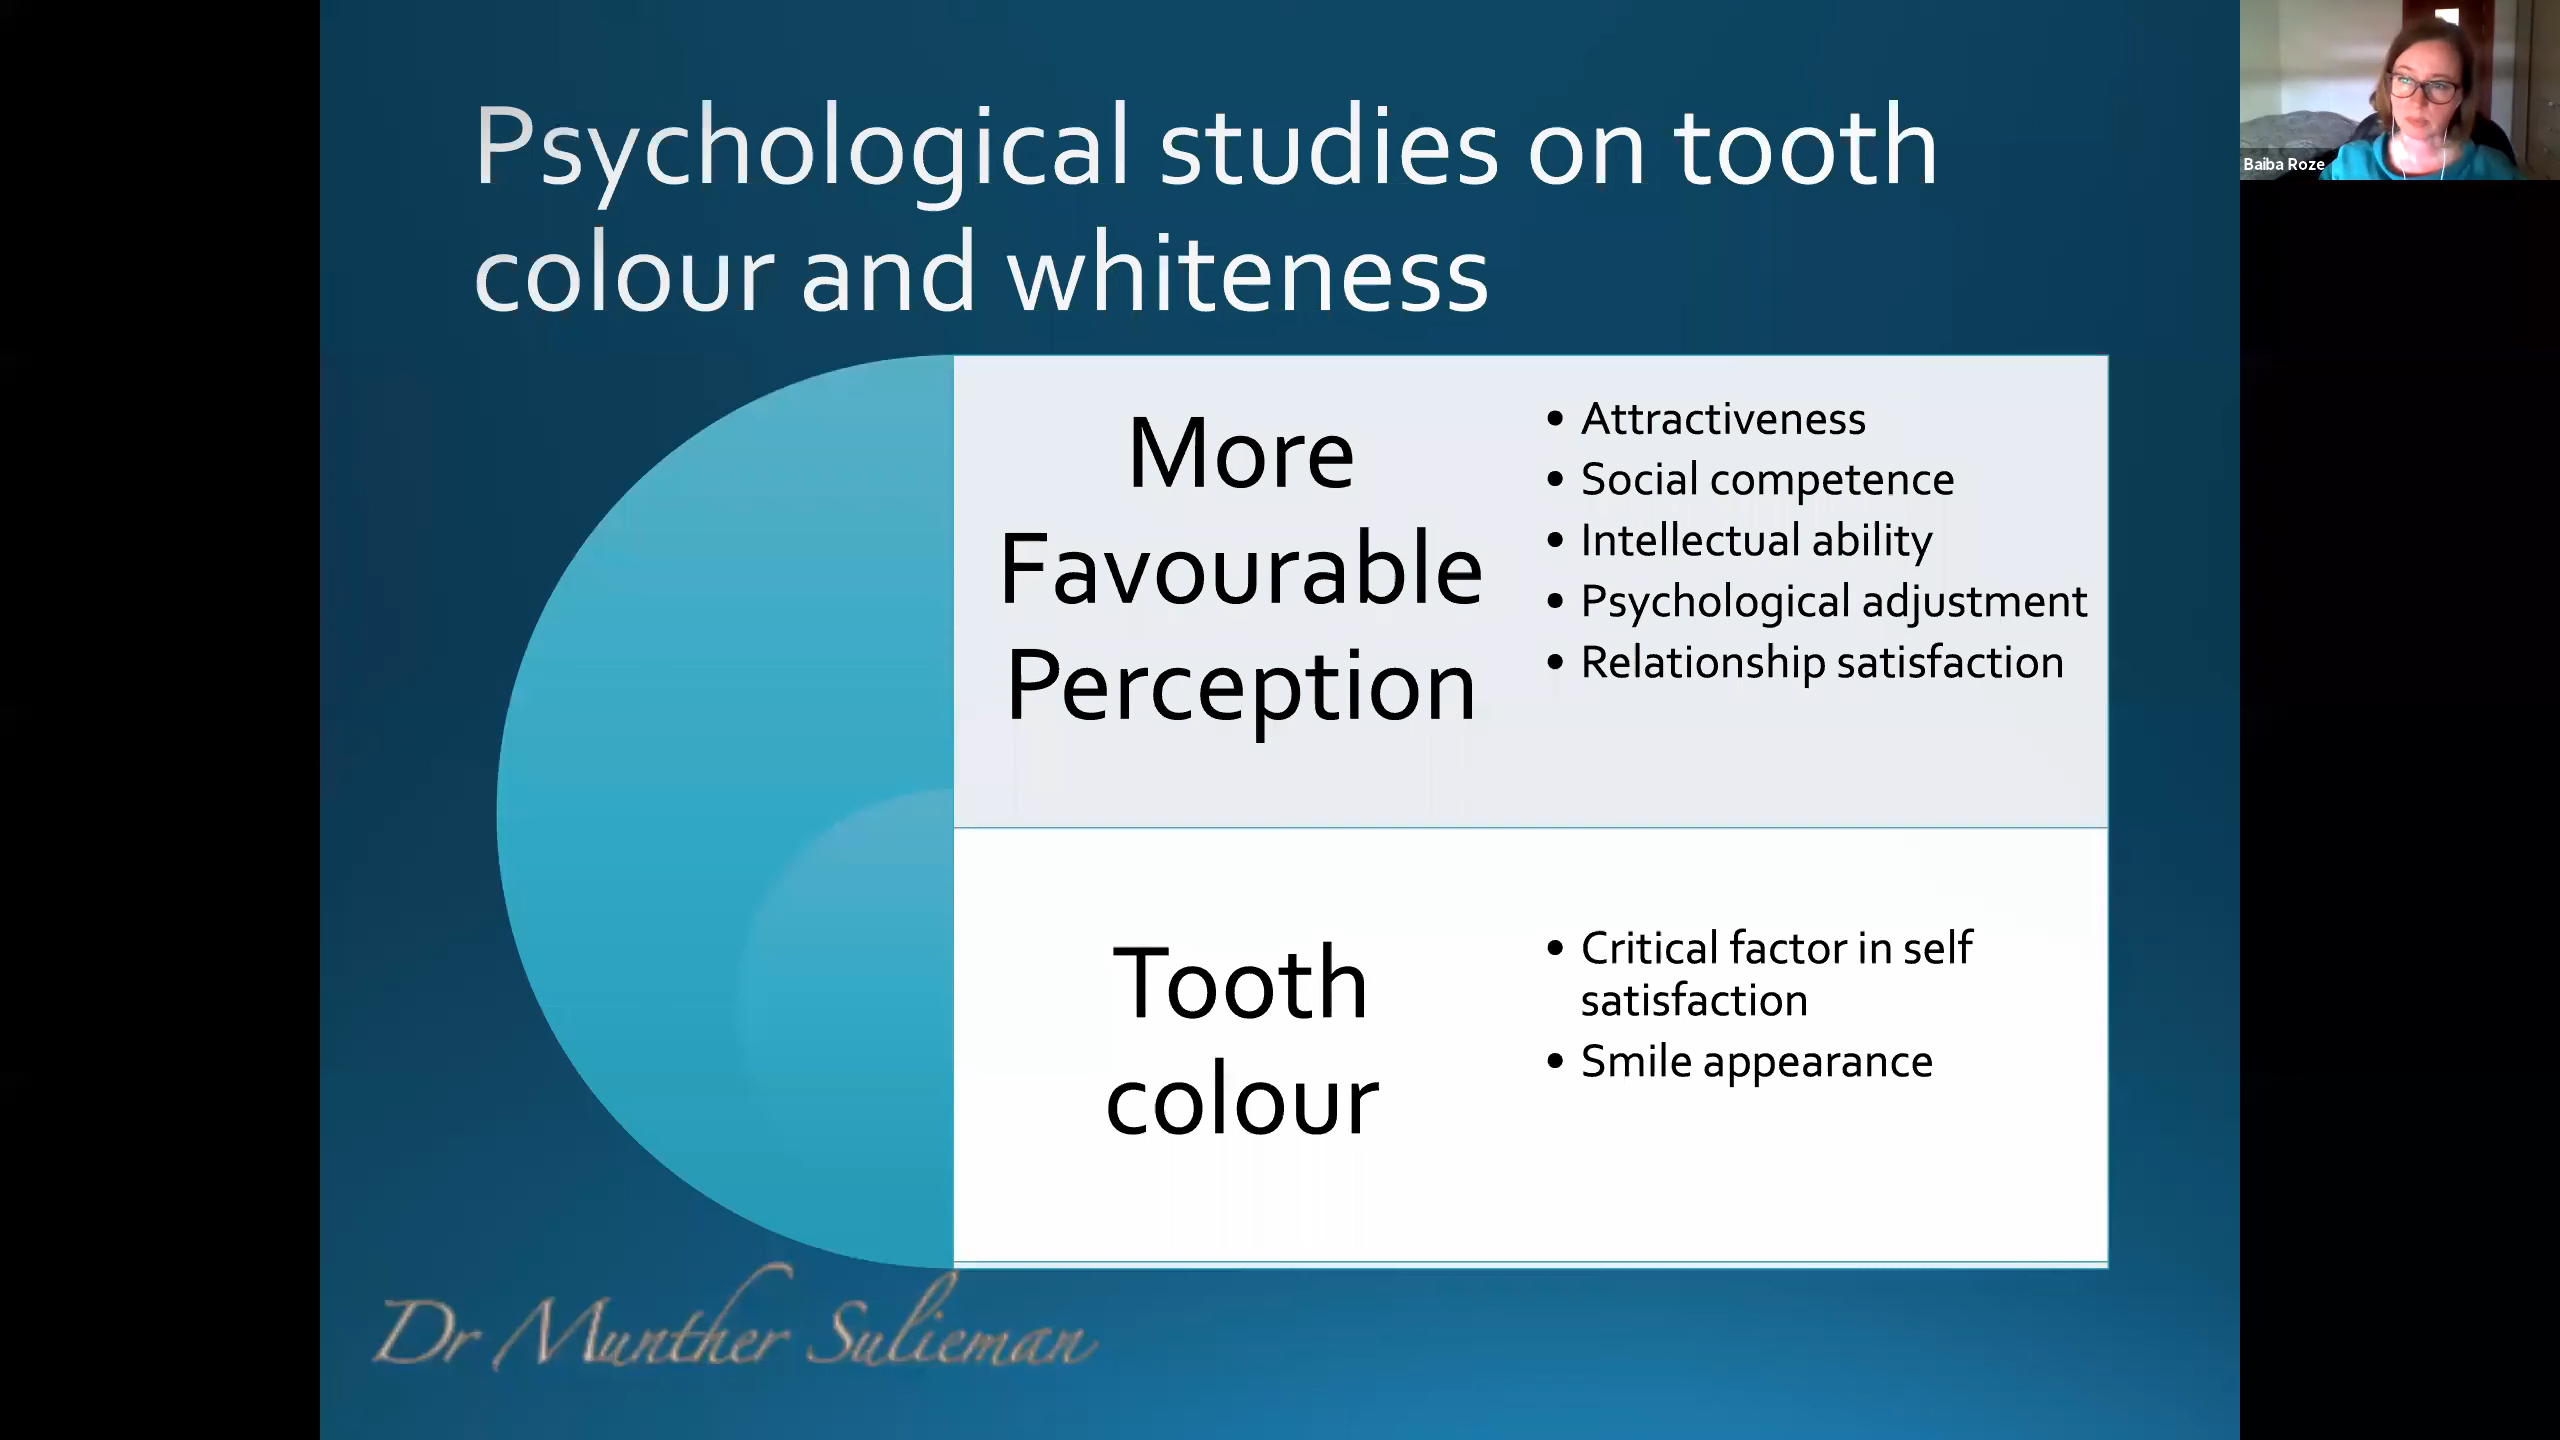 Psychological studies on tooth
colour and whiteness
More
Favourable
Perception
• Attractiveness
• Social competence
• Intellectual ability
• Psychological adjustment
• Relationship satisfaction
Tooth
colour
• Critical factor in self
satisfaction
• Smile appearance
Dr Munther Sulieman
Baiba Roze